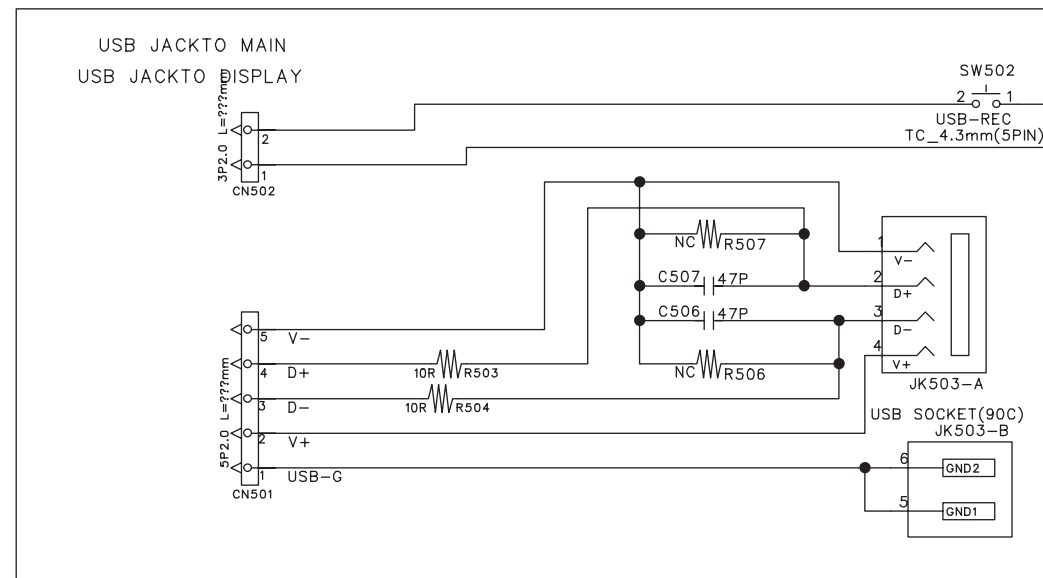 USB JACKTO MAIN
USB JACKTO DISPLAY
3P2.0 L=???mm
2
1
CN502
SW502
2 1
USB-REC
TC_4.3mm(5PIN)
NC R507
C507 47P
C506 47P
NC R506
1
V-
2
D+
3
D-
4
V+
JK503-A
5P2.0 L=???mm
5 V-
4 D+
10R R503
3 D-
10R R504
2 V+
1 USB-G
CN501
USB SOCKET(90C)
JK503-B
6
GND2
5
GND1